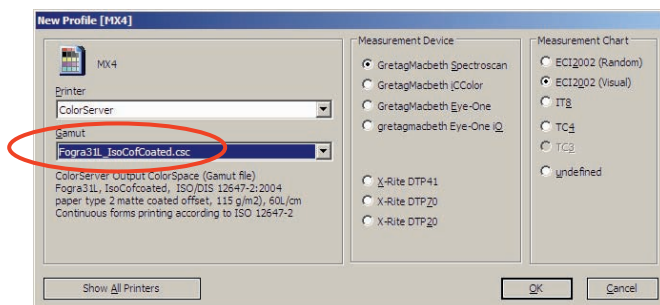 New Profile [MX4]
MX4
Printer
ColorServer
Gamut
Fogra31L_IsoCofCoated.csc
ColorServer Output ColorSpace (Gamut file)
Fogra31L, IsoCofcoated, ISO/DIS 12647-2:2004
paper type 2 matte coated offset, 115 g/m2), 60L/cm
Continuous forms printing according to ISO 12647-2
Show All Printers
Measurement Device
GretagMacbeth Spectroscan
GretagMacbeth iCColor
GretagMacbeth Eye-One
gretagmacbeth Eye-One iO
X-Rite DTP41
X-Rite DTP70
X-Rite DTP20
Measurement Chart
ECI2002 (Random)
ECI2002 (Visual)
IT8
TC4
TC3
undefined
OK
Cancel